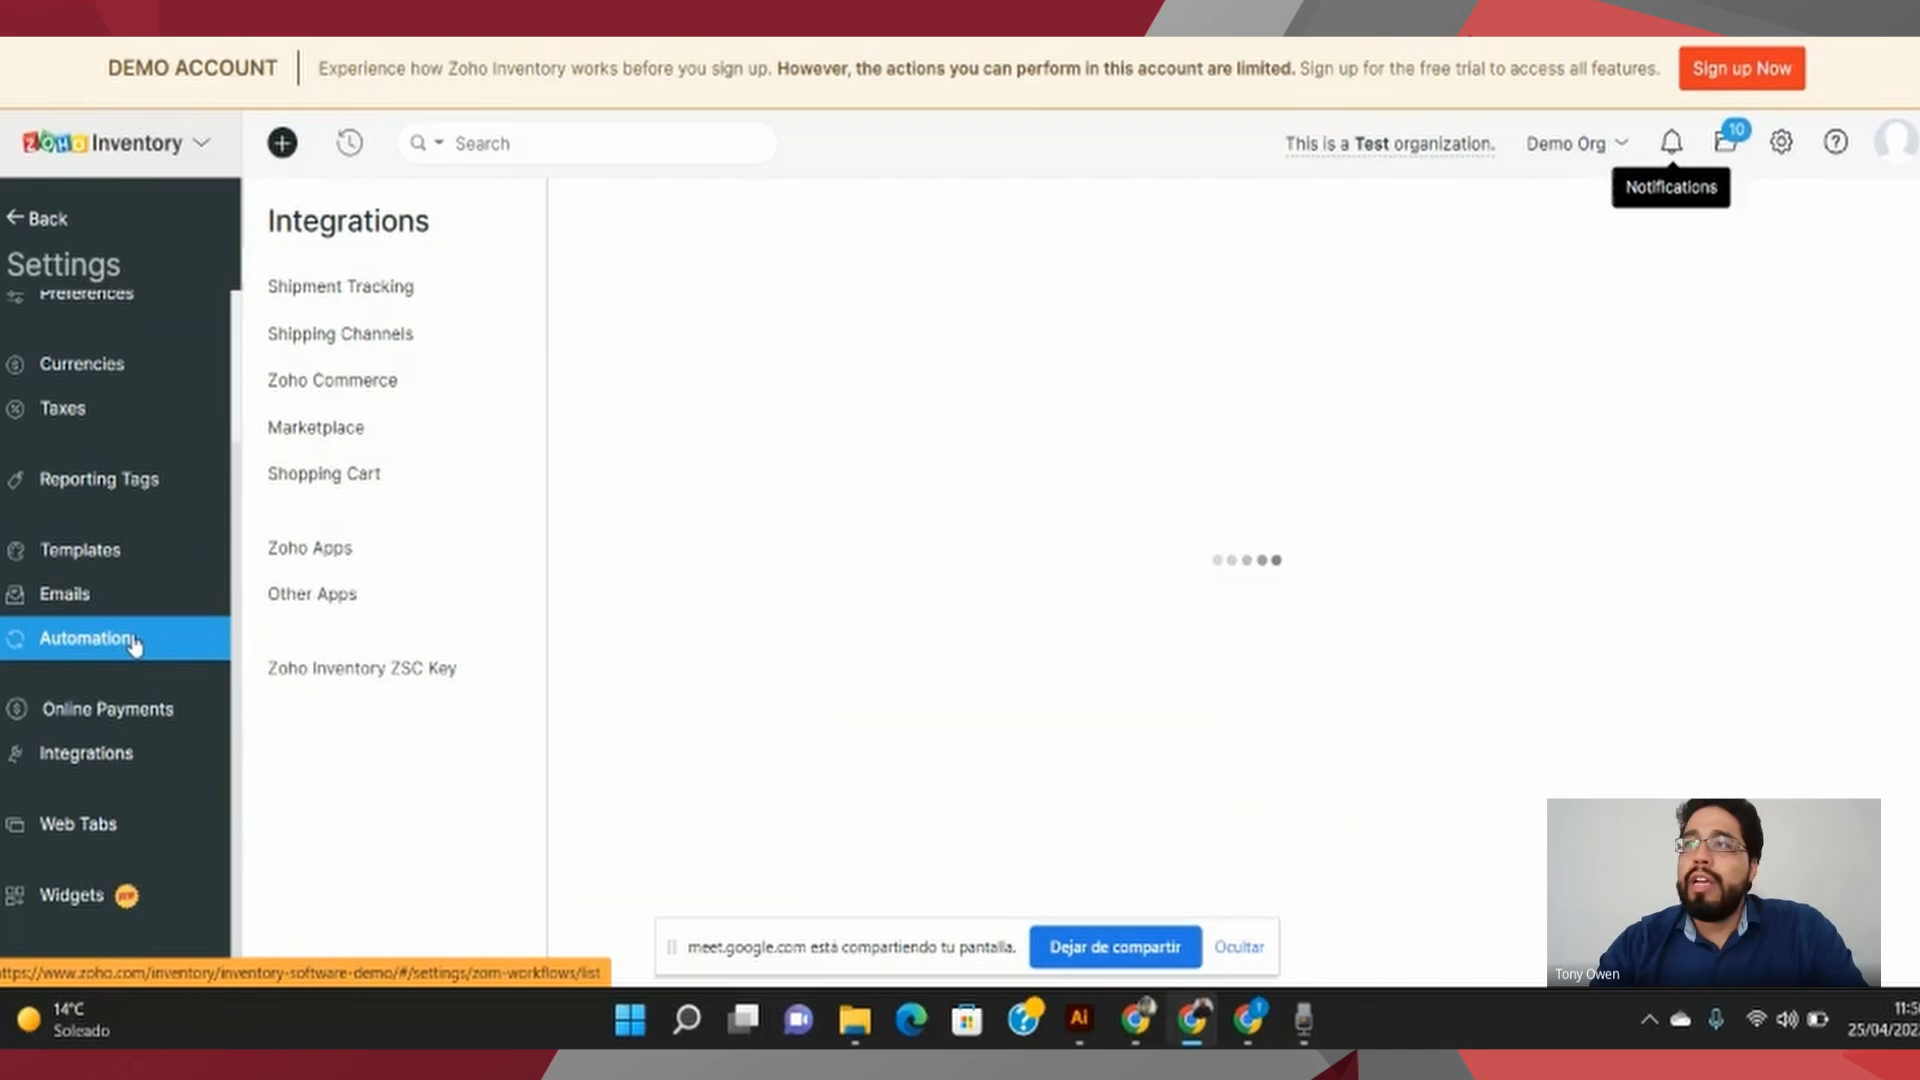 DEMO ACCOUNT
Experience how Zoho Inventory works before you sign up. However, the actions you can perform in this account are limited. Sign up for the free trial to access all features.
Sign up Now
ZOHO Inventory
Search
This is a Test organization.
Demo Org
10
Notifications
Back
Settings
Preferences
Currencies
Taxes
Reporting Tags
Templates
Emails
Automation
Online Payments
Integrations
Web Tabs
Widgets
Integrations
Shipment Tracking
Shipping Channels
Zoho Commerce
Marketplace
Shopping Cart
Zoho Apps
Other Apps
Zoho Inventory ZSC Key
meet.google.com está compartiendo tu pantalla.
Dejar de compartir
Ocultar
Tony Owen
ttps://www.zoho.com/inventory/inventory-software-demo/#/settings/zom-workflows/list
14°C
Soleado
Ai
11:5
25/04/202